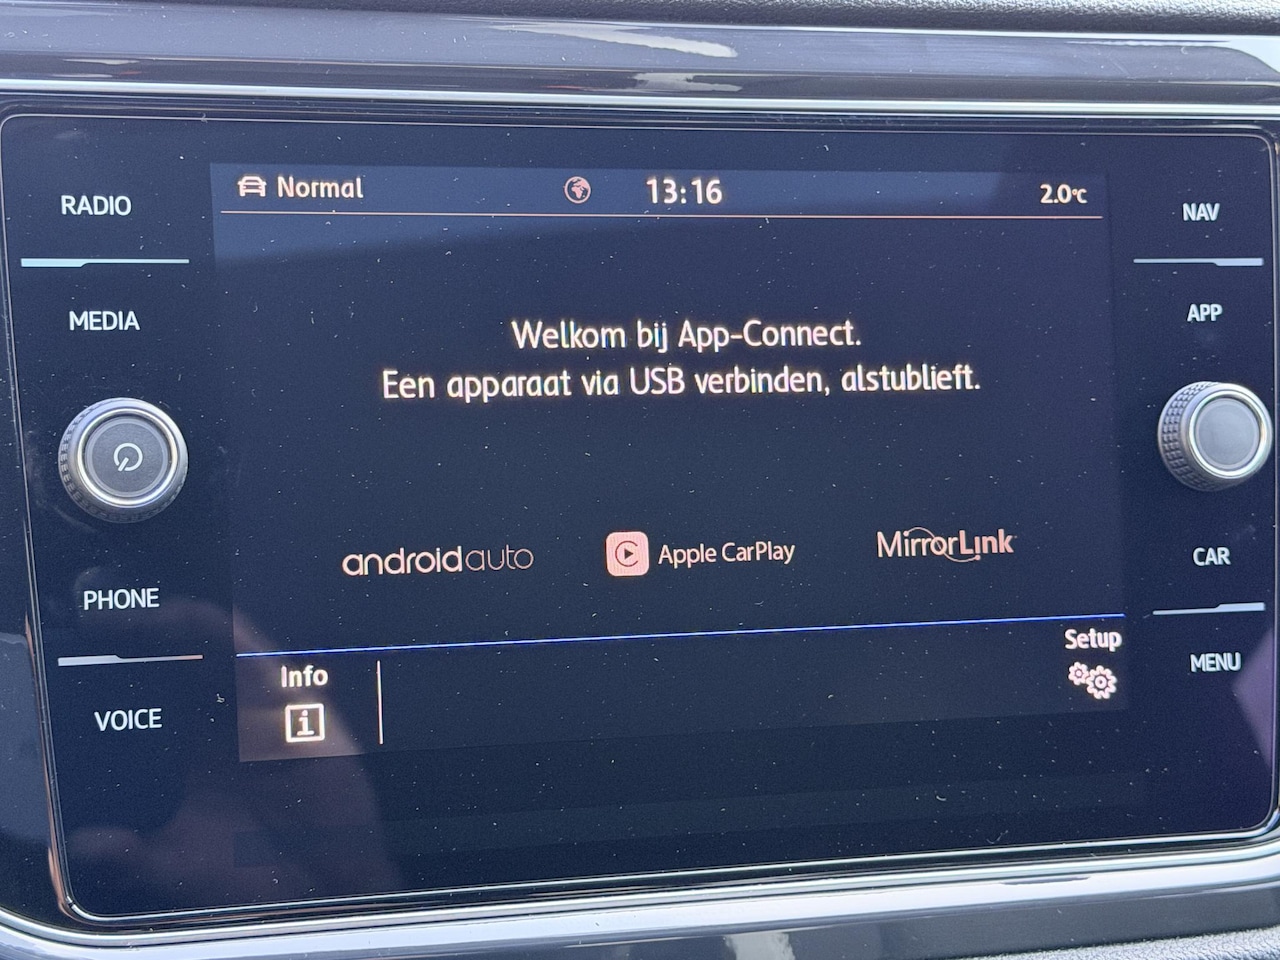 RADIO
MEDIA
PHONE
VOICE
Normal
13:16
2.0°C
Welkom bij App-Connect.
Een apparaat via USB verbinden, alstublieft.
androidauto
Apple CarPlay
MirrorLink
Info
Setup
NAV
APP
CAR
MENU